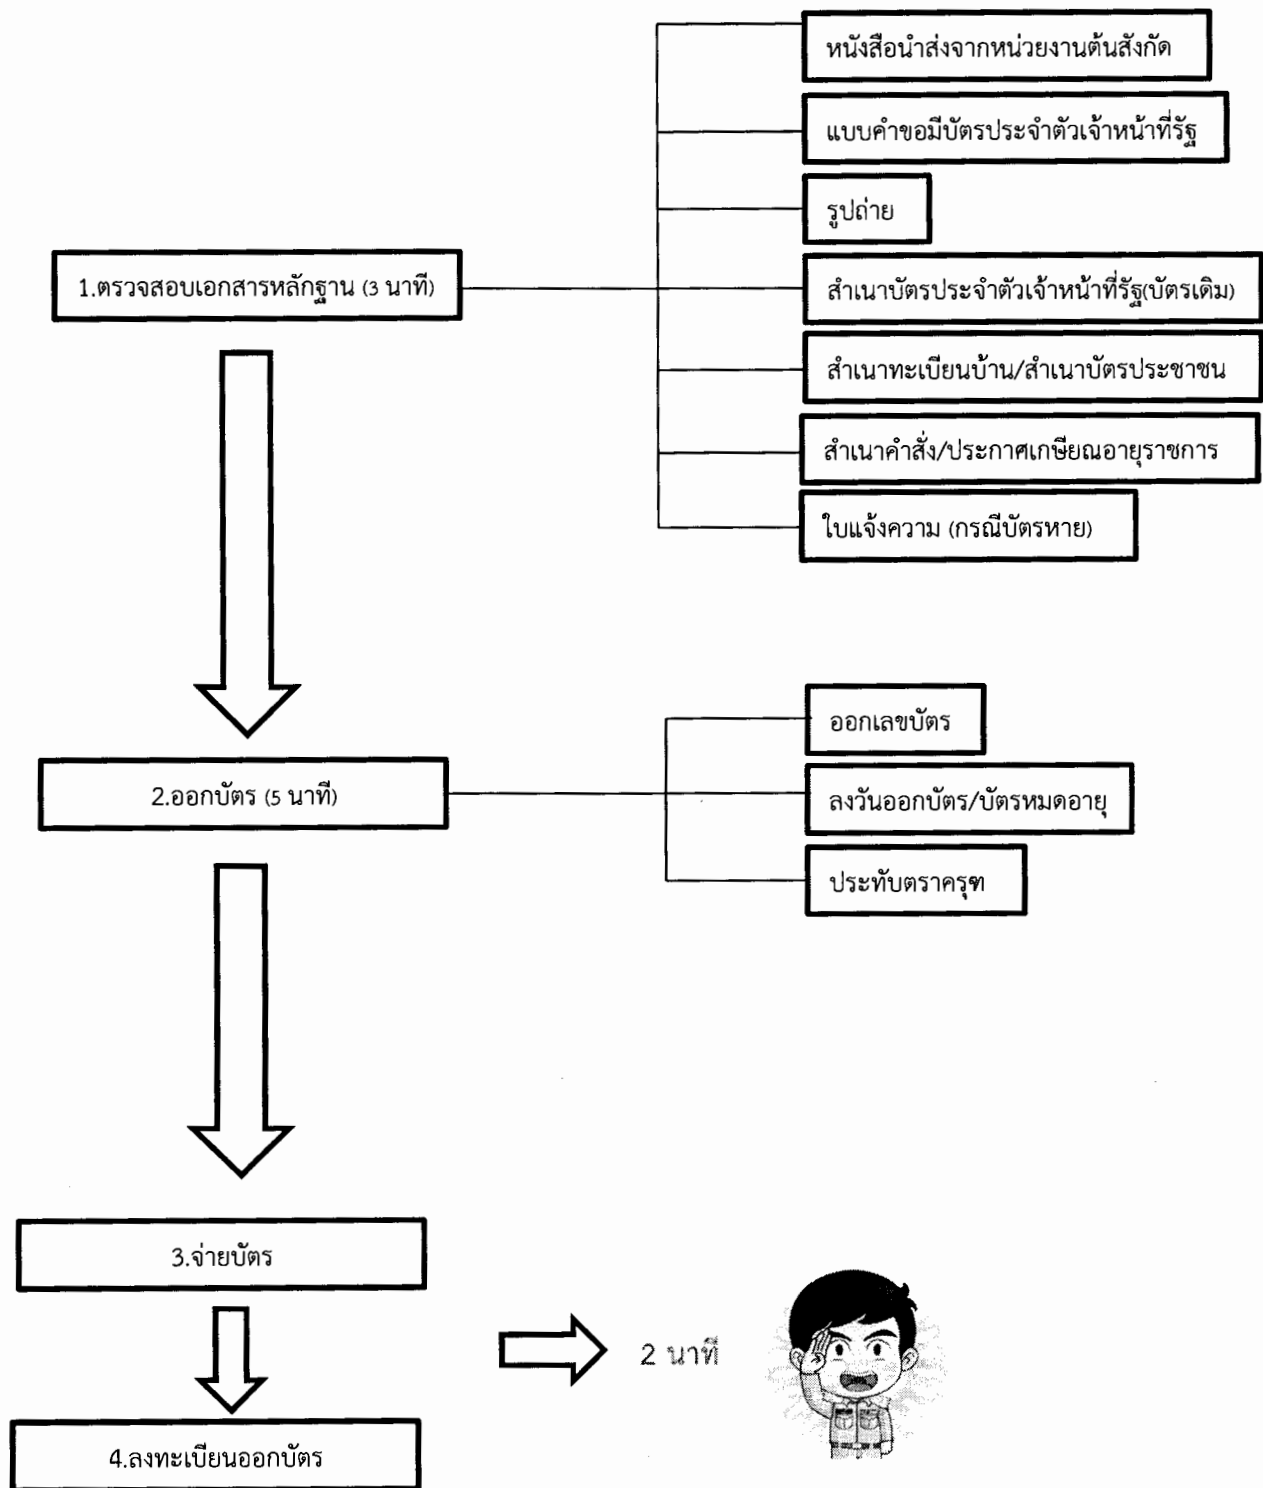 หนังสือนำส่งจากหน่วยงานต้นสังกัด
แบบคำขอมีบัตรประจำตัวเจ้าหน้าที่รัฐ
รูปถ่าย
1.ตรวจสอบเอกสารหลักฐาน (3 นาที)
สำเนาบัตรประจำตัวเจ้าหน้าที่รัฐ(บัตรเดิม)
สำเนาทะเบียนบ้าน/สำเนาบัตรประชาชน
สำเนาคำสั่ง/ประกาศเกษียณอายุราชการ
ใบแจ้งความ (กรณีบัตรหาย)
ออกเลขบัตร
2.ออกบัตร (5 นาที)
ลงวันออกบัตร/บัตรหมดอายุ
ประทับตราครุฑ
3.จ่ายบัตร
2 นาที
4.ลงทะเบียนออกบัตร